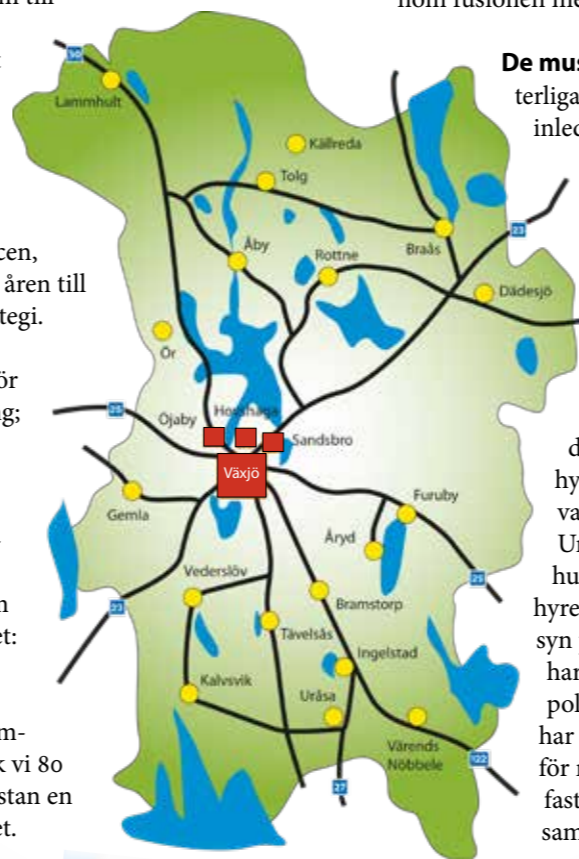 m till
nom fusionen me
De mus
terliga
inled
cen,
åren till
tegi.
ör
ng;
n
et:
m-
k vi 80
stan en
et.
d
hy
va
Ur
hu
hyre
syn
har
pol
har
för r
fast
sam
30
Lammhult
Källreda
Tolg
Åby
Rottne
Braås
23
Dädesjö
Ör
25
Öjaby
Hovshaga
Sandsbro
Växjö
Gemla
Furuby
Åryd
25
Vederslöv
23
Bramstorp
Tävelsås
Ingelstad
Kalvsvik
Uråsa
Värends
Nöbbele
122
27